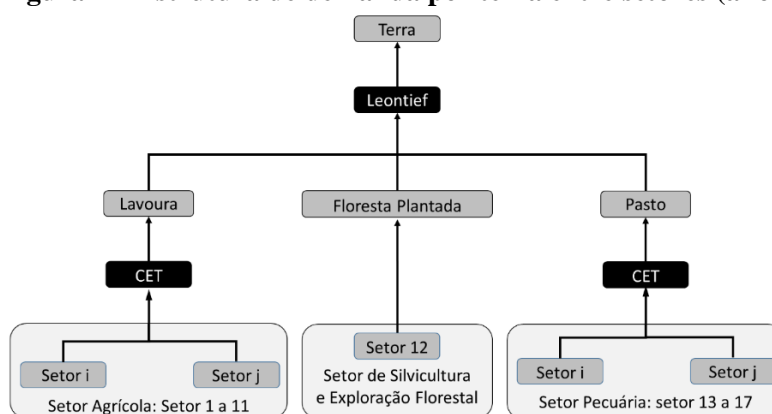 Terra
Leontief
Lavoura
Floresta Plantada
Pasto
CET
CET
Setor i
Setor j
Setor Agrícola: Setor 1 a 11
Setor 12
Setor de Silvicultura
e Exploração Florestal
Setor i
Setor j
Setor Pecuária: setor 13 a 17